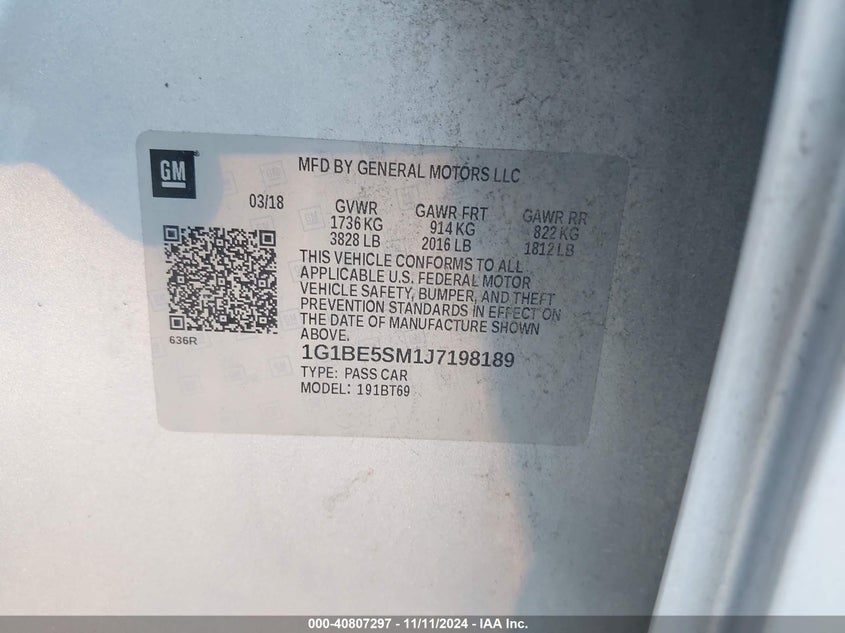 GM
MFD BY GENERAL MOTORS LLC
03/18
GVWR GAWR FRT GAWR RR
1736 KG 914 KG 822 KG
3828 LB 2016 LB 1812 LB
THIS VEHICLE CONFORMS TO ALL
APPLICABLE U.S. FEDERAL MOTOR
VEHICLE SAFETY, BUMPER, AND THEFT
PREVENTION STANDARDS IN EFFECT ON
THE DATE OF MANUFACTURE SHOWN
ABOVE.
636R
1G1BE5SM1J7198189
TYPE: PASS CAR
MODEL: 191BT69
000-40807297 - 11/11/2024 - IAA Inc.